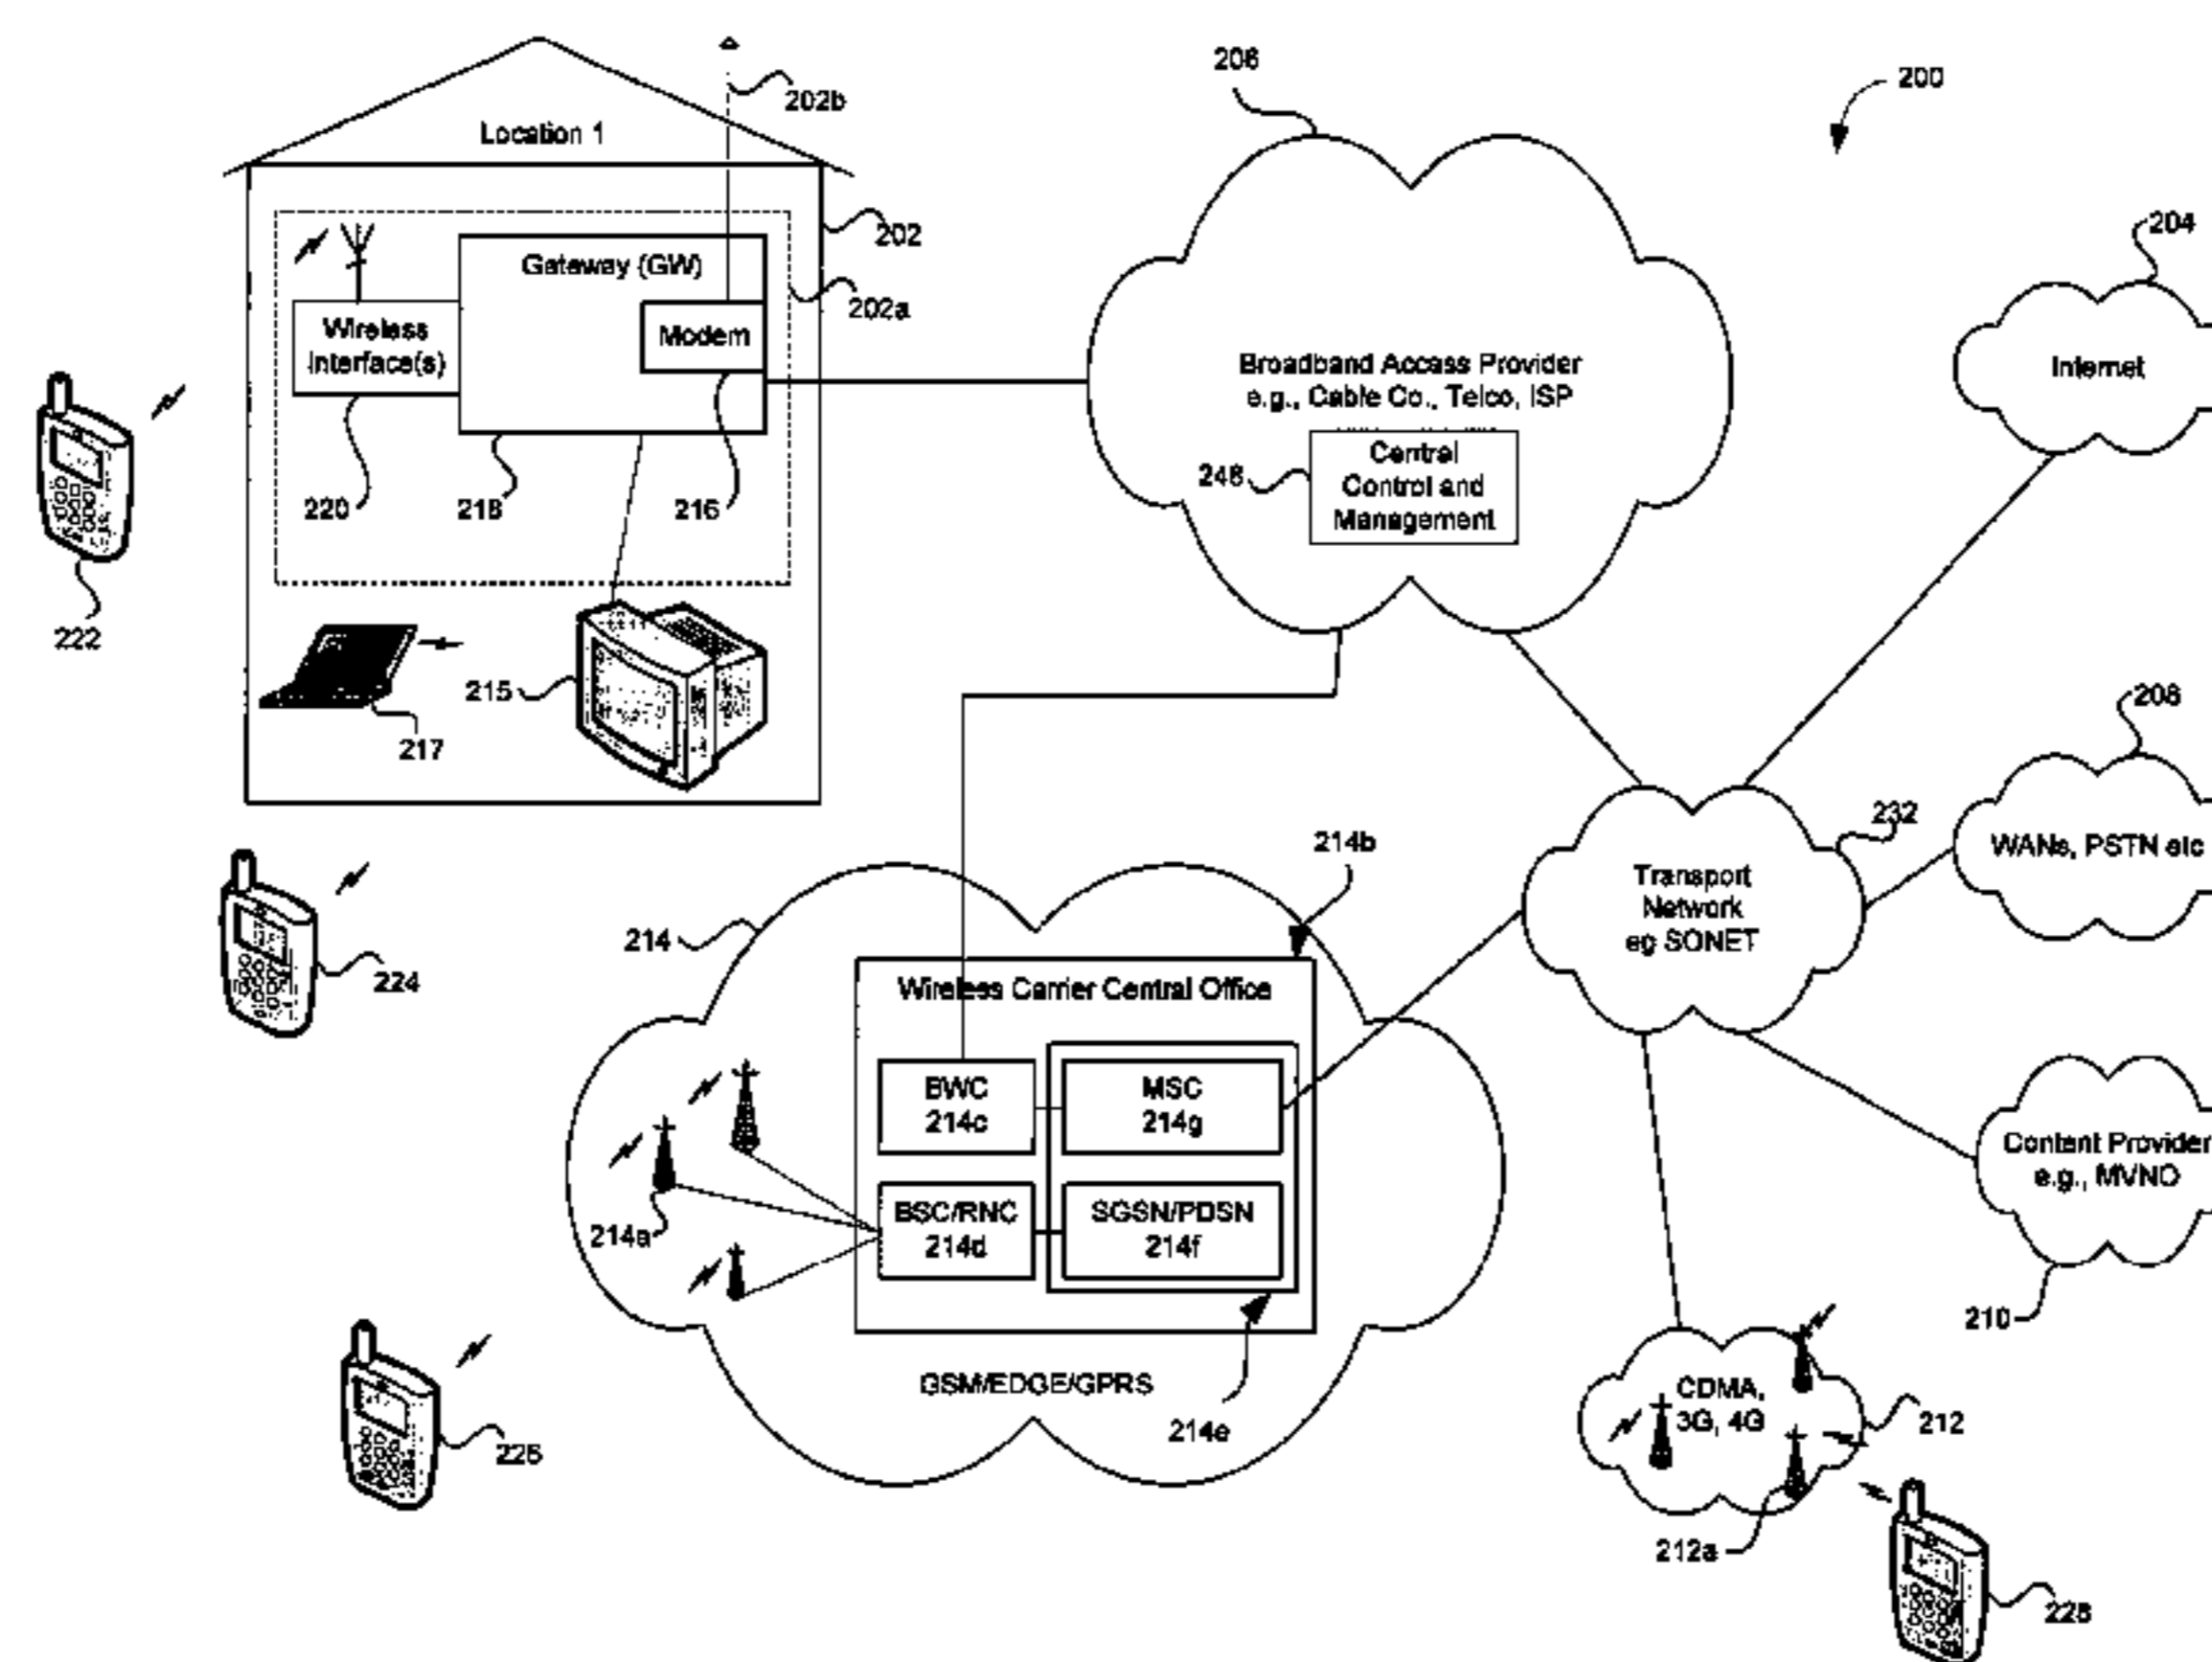 200
202b
Location 1
202
Gateway (GW)
202a
Wireless
Interface(s)
Modem
220
218
216
222
215
217
224
226
206
Broadband Access Provider
e.g., Cable Co., Telco, ISP
246
Central
Control and
Management
204
Internet
208
WANs, PSTN etc
232
Transport
Network
eg SONET
214b
214
Wireless Carrier Central Office
BWC
214c
MSC
214g
214a
BSC/RNC
214d
SGSN/PDSN
214f
GSM/EDGE/GPRS
214e
Content Provider
e.g., MVNO
210
CDMA,
3G, 4G
212
212a
228